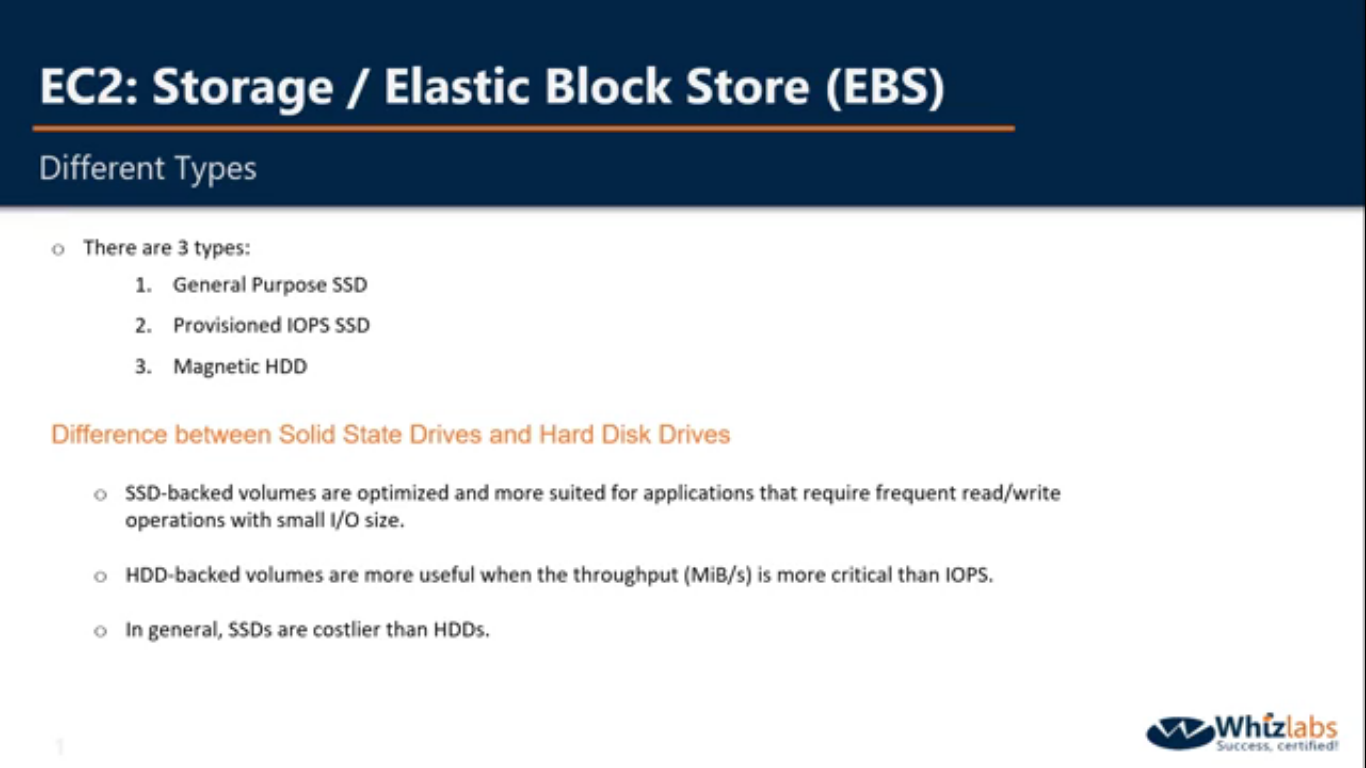 EC2: Storage / Elastic Block Store (EBS)
Different Types
○ There are 3 types:
1. General Purpose SSD
2. Provisioned IOPS SSD
3. Magnetic HDD
Difference between Solid State Drives and Hard Disk Drives
○ SSD-backed volumes are optimized and more suited for applications that require frequent read/write
operations with small I/O size.
○ HDD-backed volumes are more useful when the throughput (MiB/s) is more critical than IOPS.
○ In general, SSDs are costlier than HDDs.
1
Whizlabs
Success, certified!